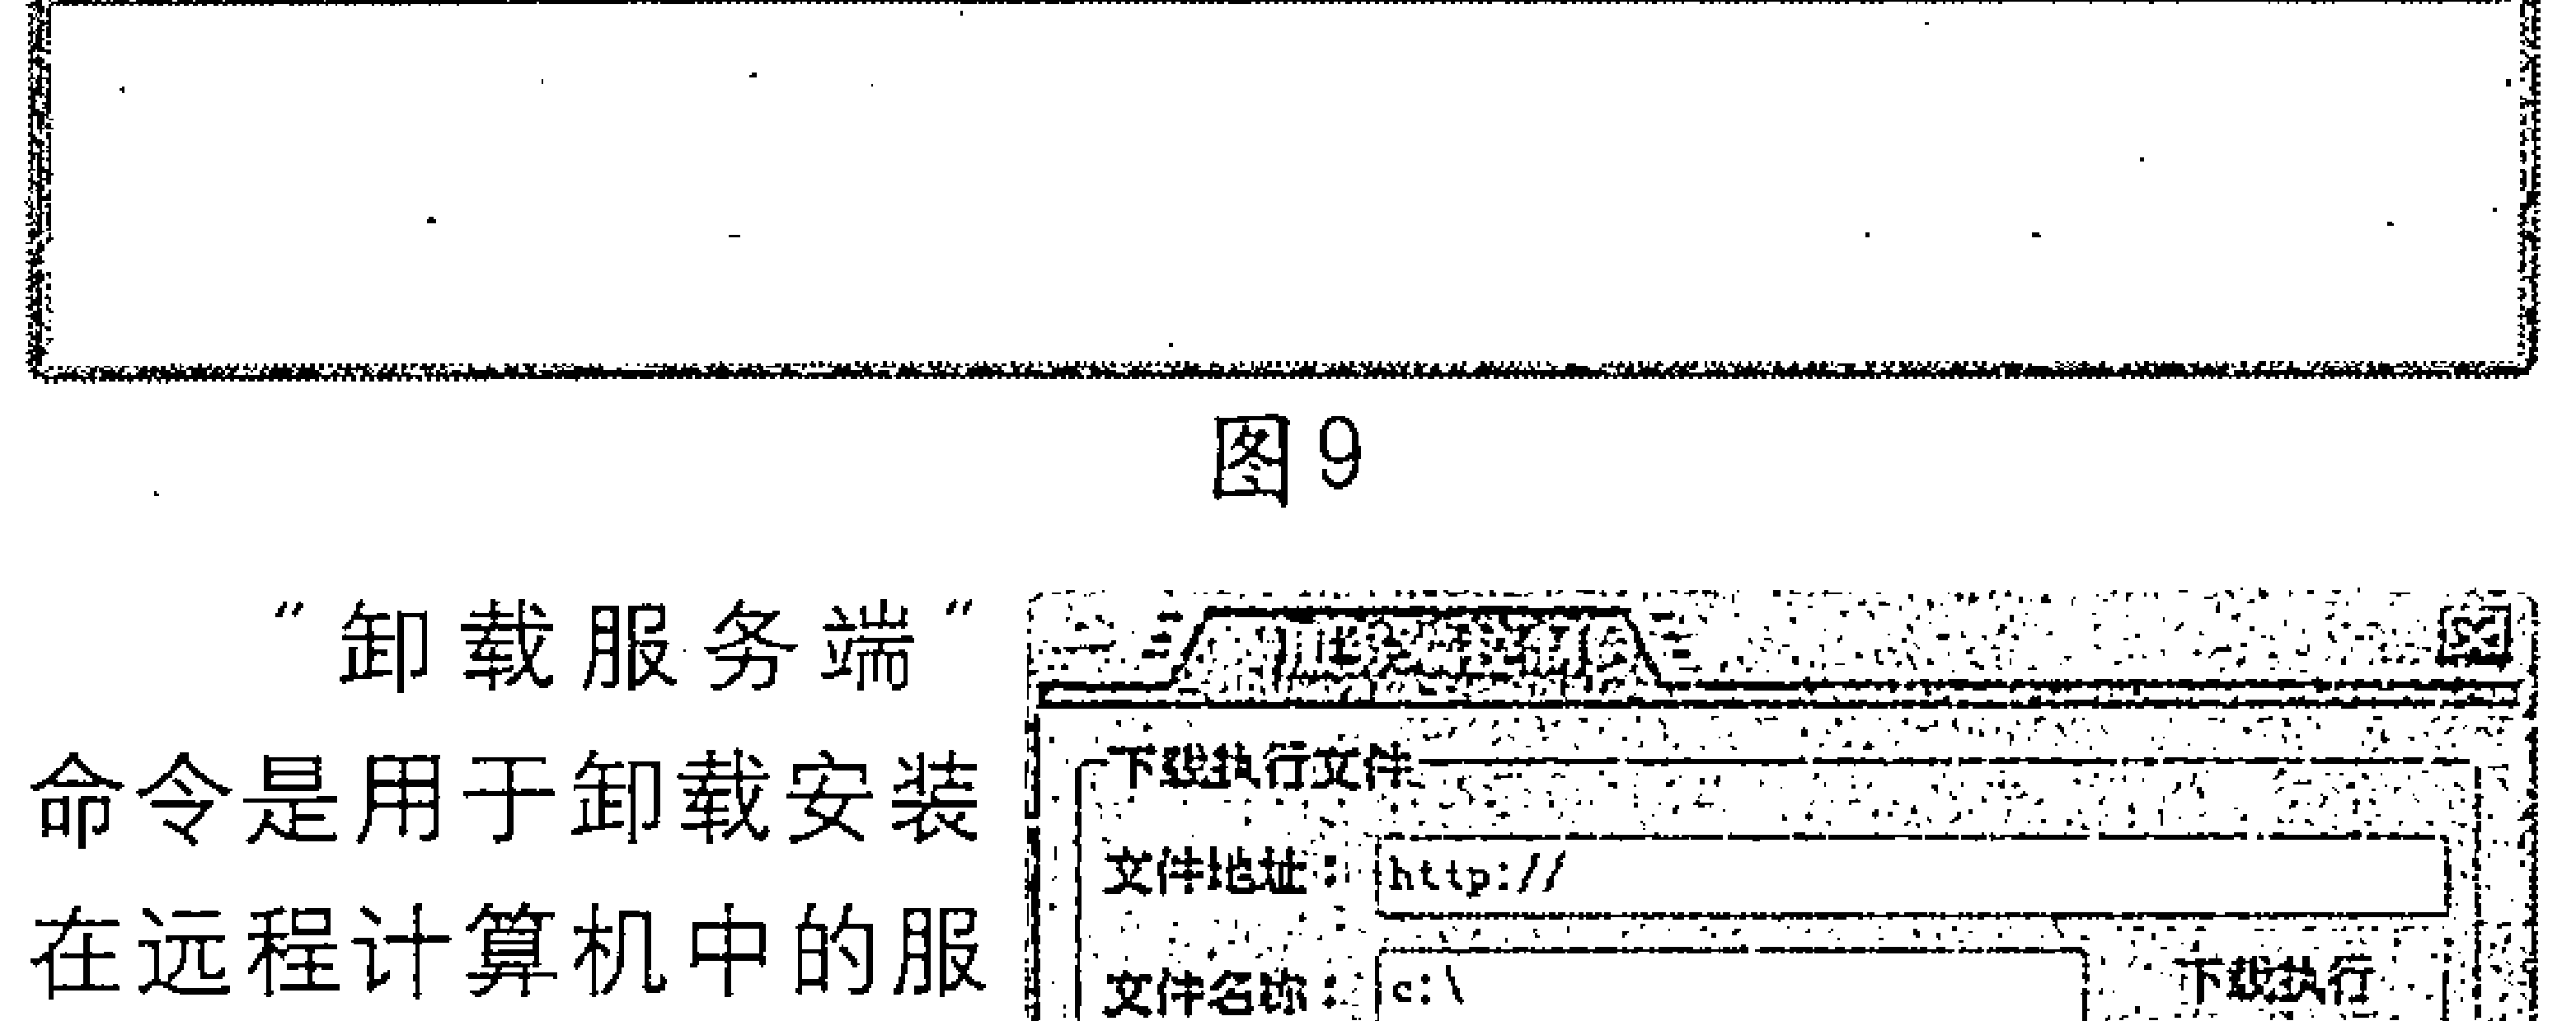 图9
“卸载服务端“
命令是用于卸载安装
在远程计算机中的服
下载执行文件
文件地址： http://
文件名称： c:\
下载执行